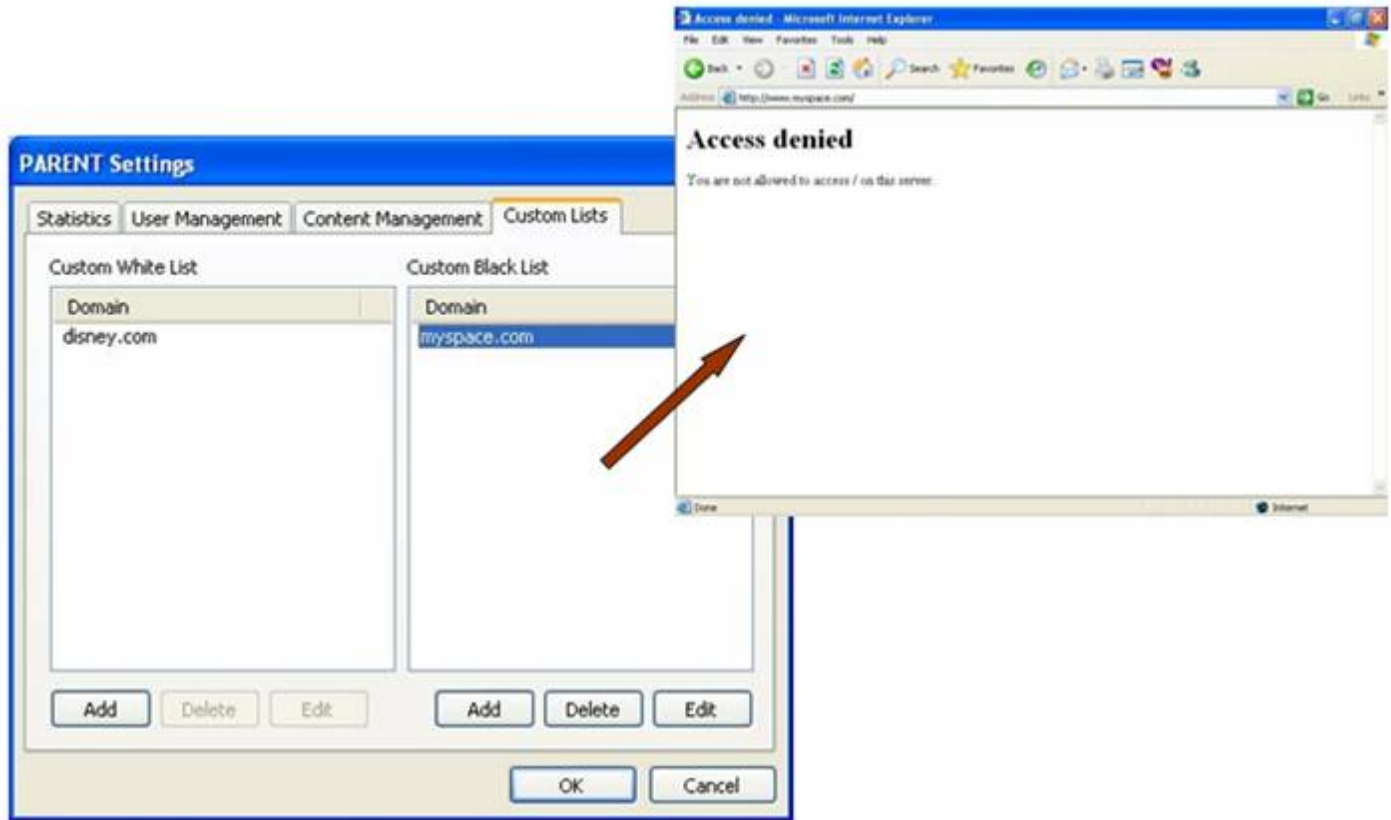 Access denied - Microsoft Internet Explorer
File Edit View Favorites Tools Help
Back Search Favorites
Address http://www.myspace.com/ Go Links
Access denied
You are not allowed to access / on this server.
Done Internet
PARENT Settings
Statistics User Management Content Management Custom Lists
Custom White List Custom Black List
Domain Domain
disney.com myspace.com
Add Delete Edit Add Delete Edit
OK Cancel